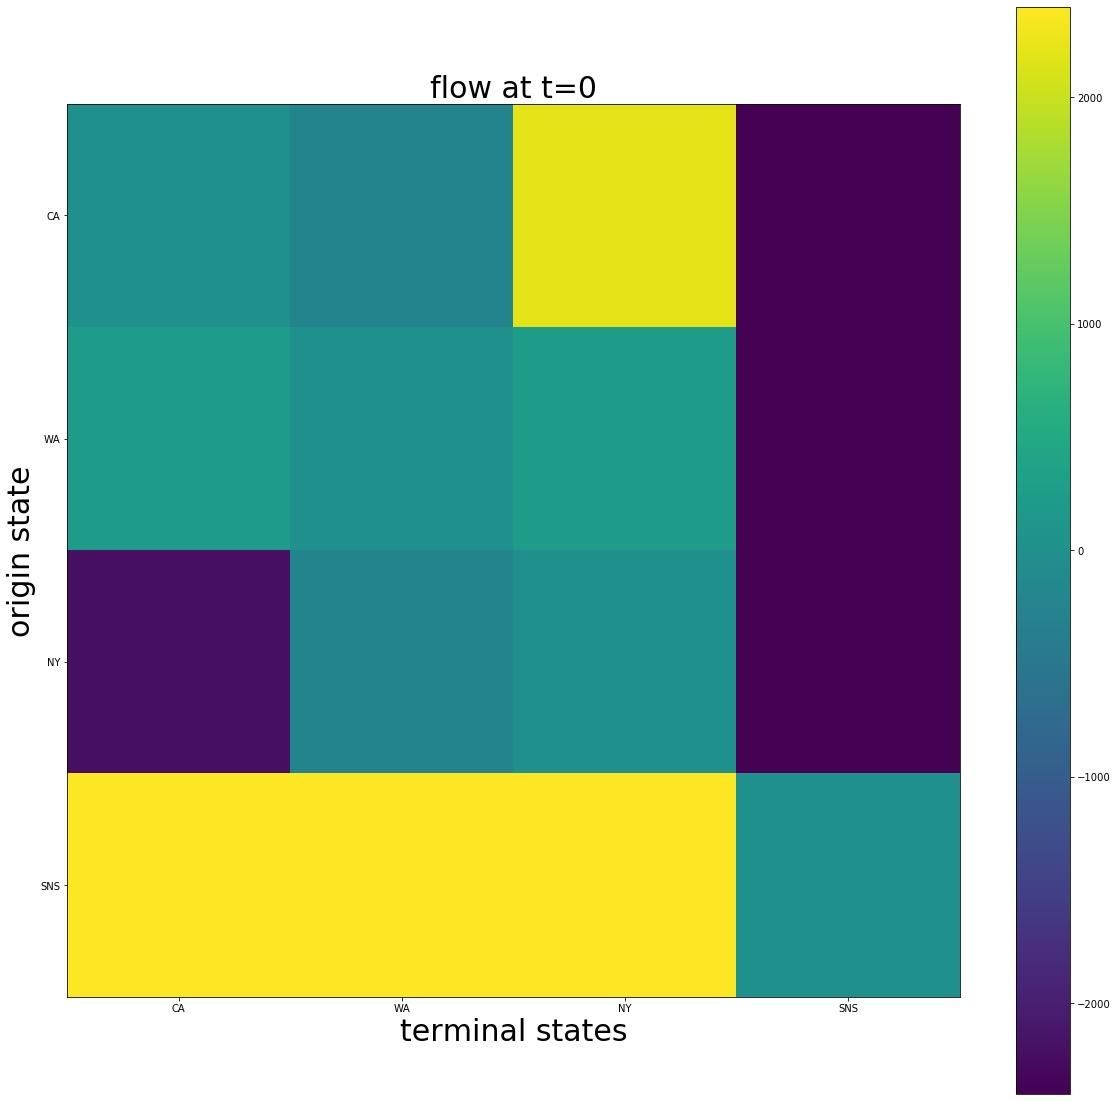 flow at t=0
CA
WA
NY
SNS
origin state
CA
WA
NY
SNS
terminal states
2000
1000
0
−1000
−2000